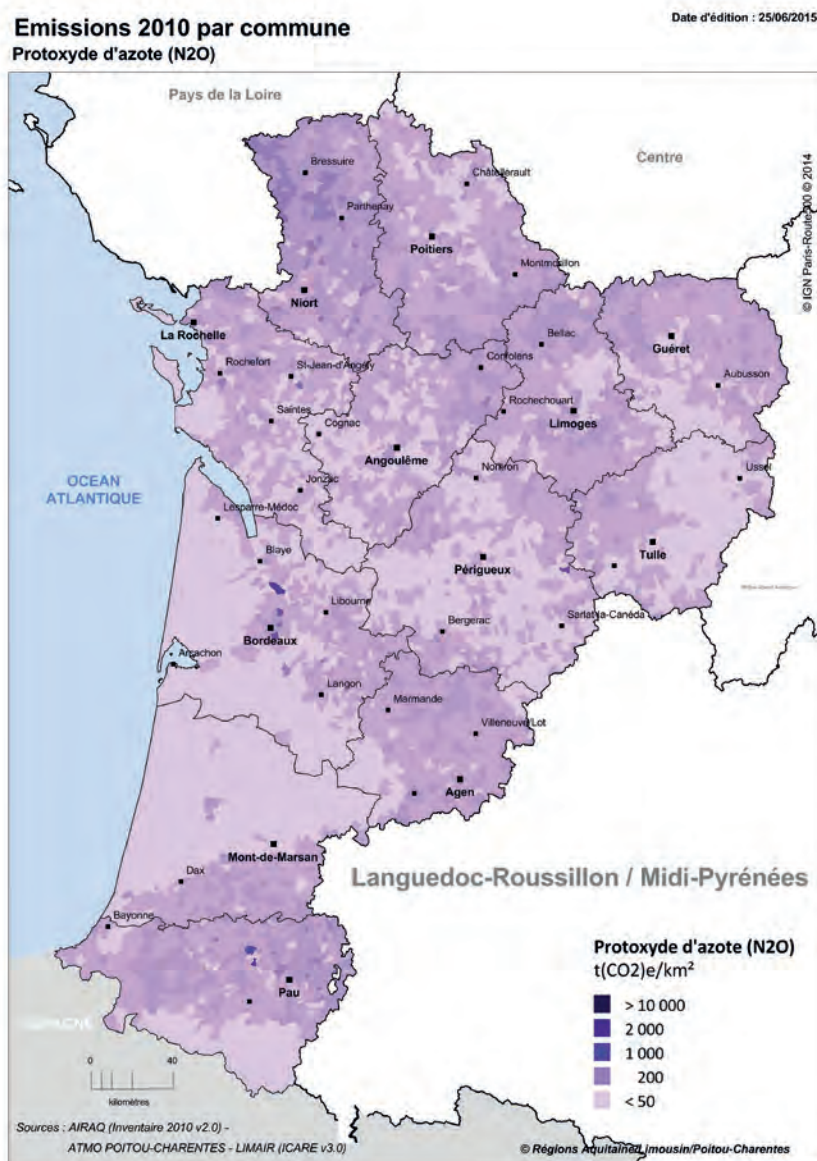 Date d'édition : 25/06/2015
Emissions 2010 par commune
Protoxyde d'azote (N2O)
Pays de la Loire
Centre
© IGN Paris-Route500 © 2014
Bressuire
Châtellerault
Parthenay
Poitiers
Montmorillon
Niort
La Rochelle
Bellac
Guéret
Rochefort
St-Jean-d'Angély
Confolens
Aubusson
Saintes
Cognac
Rochechouart
Limoges
Angoulême
OCEAN
ATLANTIQUE
Nontron
Ussel
Jonzac
Lesparre-Médoc
Tulle
Blaye
Périgueux
Libourne
Bordeaux
Bergerac
Sarlat-la-Canéda
Arcachon
Langon
Marmande
Villeneuve/Lot
Agen
Mont-de-Marsan
Dax
Languedoc-Roussillon / Midi-Pyrénées
Bayonne
Pau
Protoxyde d'azote (N2O)
t(CO2)e/km²
> 10 000
2 000
1 000
200
< 50
ESPAGNE
0 40
kilomètres
Sources : AIRAQ (Inventaire 2010 v2.0) -
ATMO POITOU-CHARENTES - LIMAIR (ICARE v3.0)
© Régions Aquitaine/Limousin/Poitou-Charentes